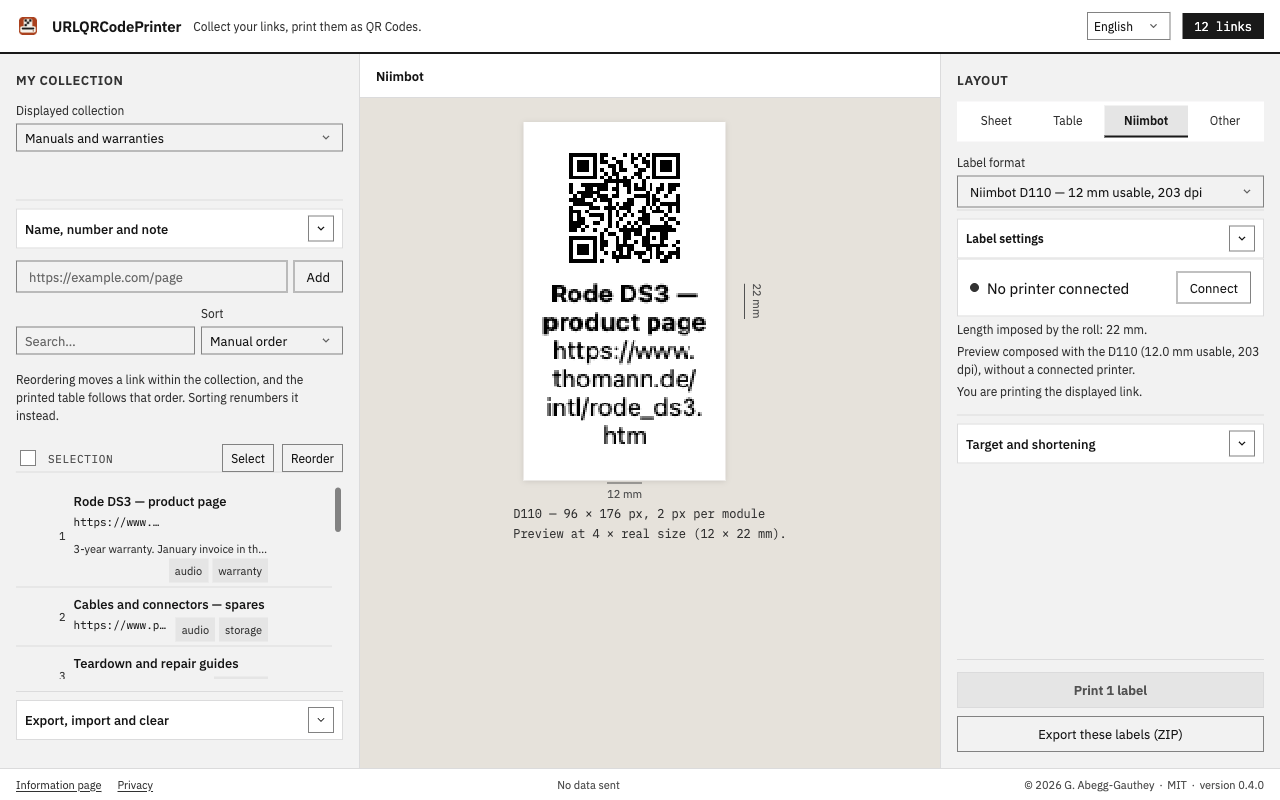 URLQRCodePrinter
Collect your links, print them as QR Codes.
English
12 links
MY COLLECTION
Displayed collection
Manuals and warranties
Name, number and note
https://example.com/page
Add
Sort
Search...
Manual order
Reordering moves a link within the collection, and the
printed table follows that order. Sorting renumbers it
instead.
SELECTION
Select
Reorder
1
Rode DS3 — product page
https://www.…
3-year warranty. January invoice in th…
audio
warranty
2
Cables and connectors — spares
https://www.p…
audio
storage
3
Teardown and repair guides
Export, import and clear
Niimbot
Rode DS3 —
product page
https://www.
thomann.de/
intl/rode_ds3.
htm
22 mm
12 mm
D110 — 96 × 176 px, 2 px per module
Preview at 4 × real size (12 × 22 mm).
LAYOUT
Sheet
Table
Niimbot
Other
Label format
Niimbot D110 — 12 mm usable, 203 dpi
Label settings
No printer connected
Connect
Length imposed by the roll: 22 mm.
Preview composed with the D110 (12.0 mm usable, 203
dpi), without a connected printer.
You are printing the displayed link.
Target and shortening
Print 1 label
Export these labels (ZIP)
Information page
Privacy
No data sent
© 2026 G. Abegg-Gauthey · MIT · version 0.4.0